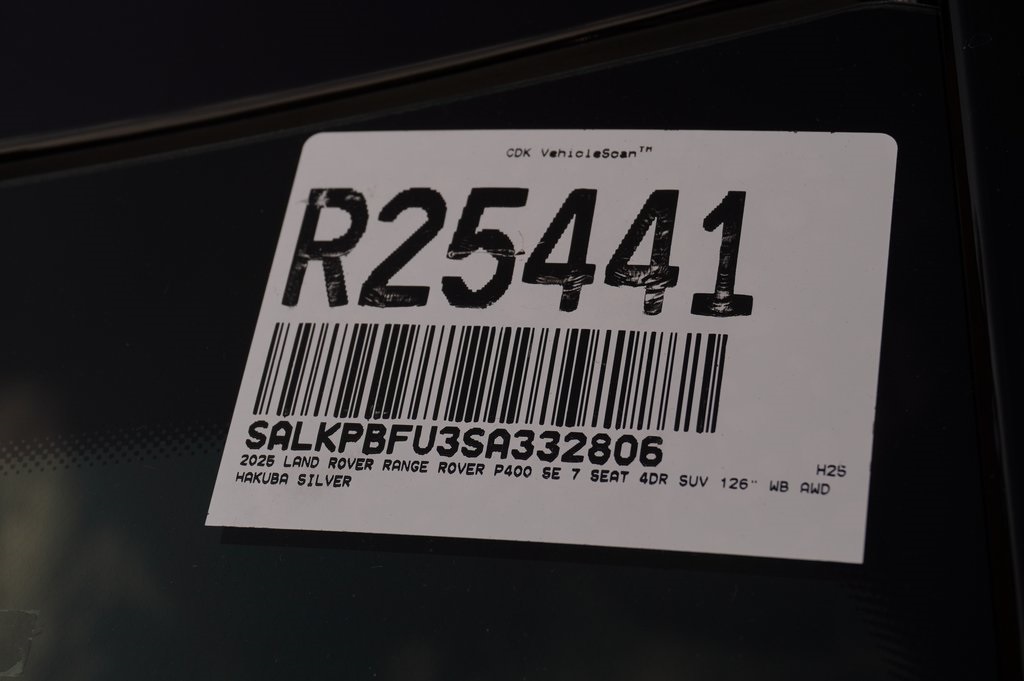 CDK VehicleScan™
R25441
SALKPBFU3SA332806
H25
2025 LAND ROVER RANGE ROVER P400 SE 7 SEAT 4DR SUV 126" WB AWD
HAKUBA SILVER